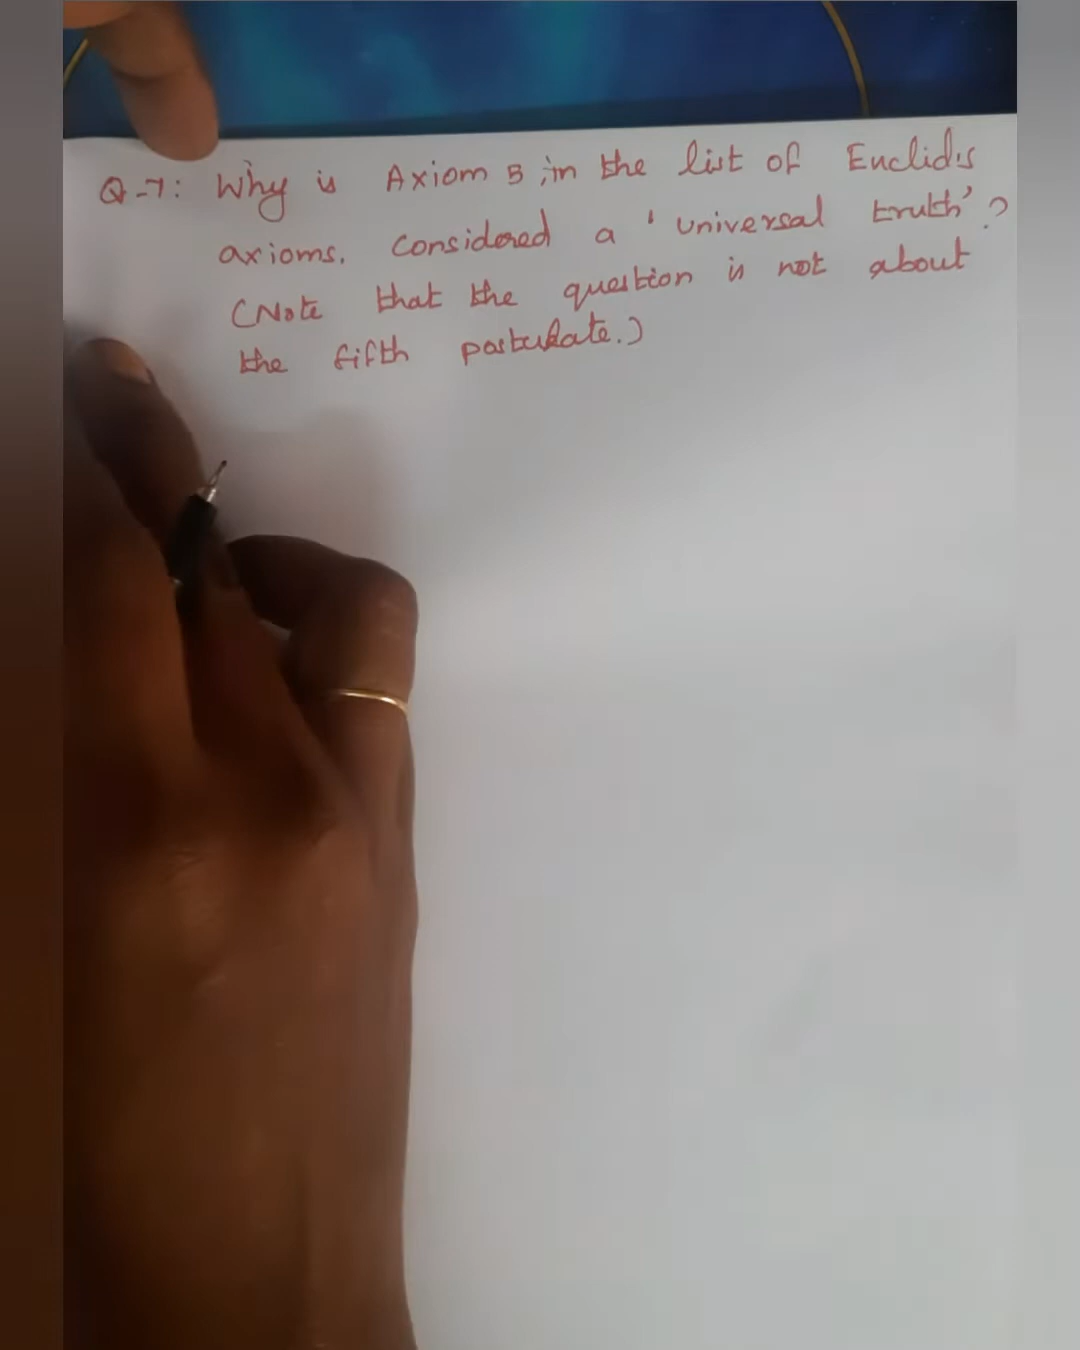 Q-7: Why is Axiom 5, in the list of Euclid's
axioms, considered a 'universal truth'?
(Note that the question is not about
the fifth postulate.)